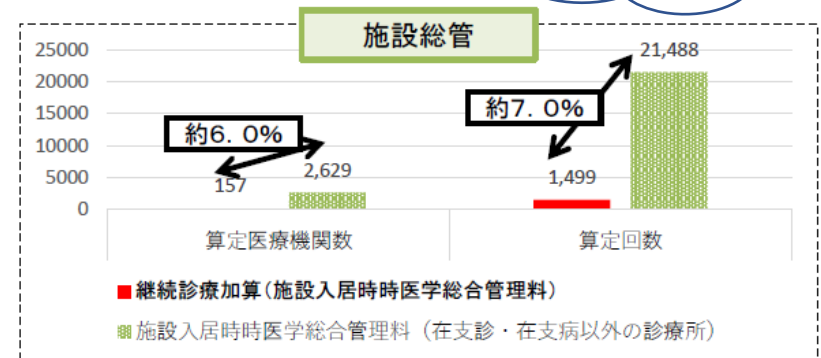 施設総管
25000
20000
15000
10000
5000
0
約6.0%
157
2,629
約7.0%
1,499
21,488
算定医療機関数
算定回数
継続診療加算(施設入居時時医学総合管理料)
施設入居時時医学総合管理料（在支診・在支病以外の診療所）